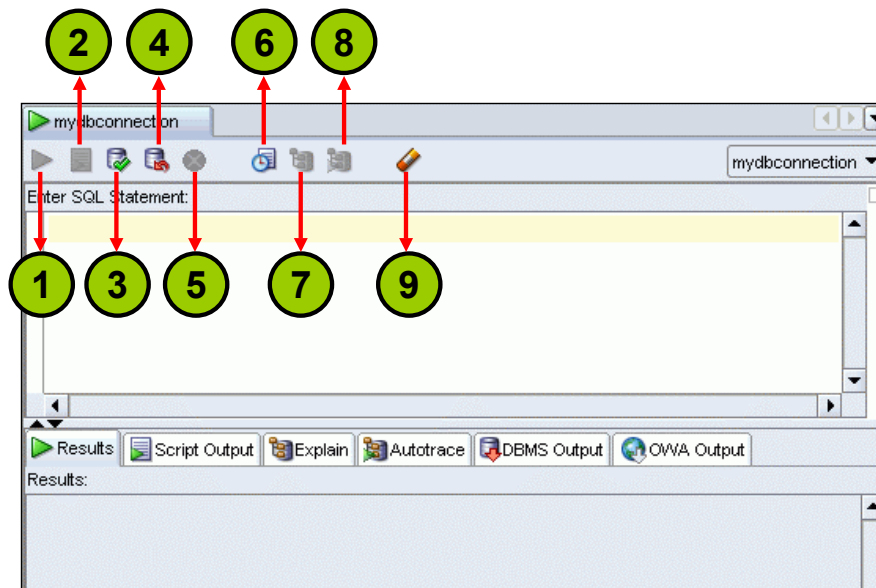 2 4 6 8
mydbconnection
mydbconnection
Enter SQL Statement:
1 3 5 7 9
Results Script Output Explain Autotrace DBMS Output OWA Output
Results: